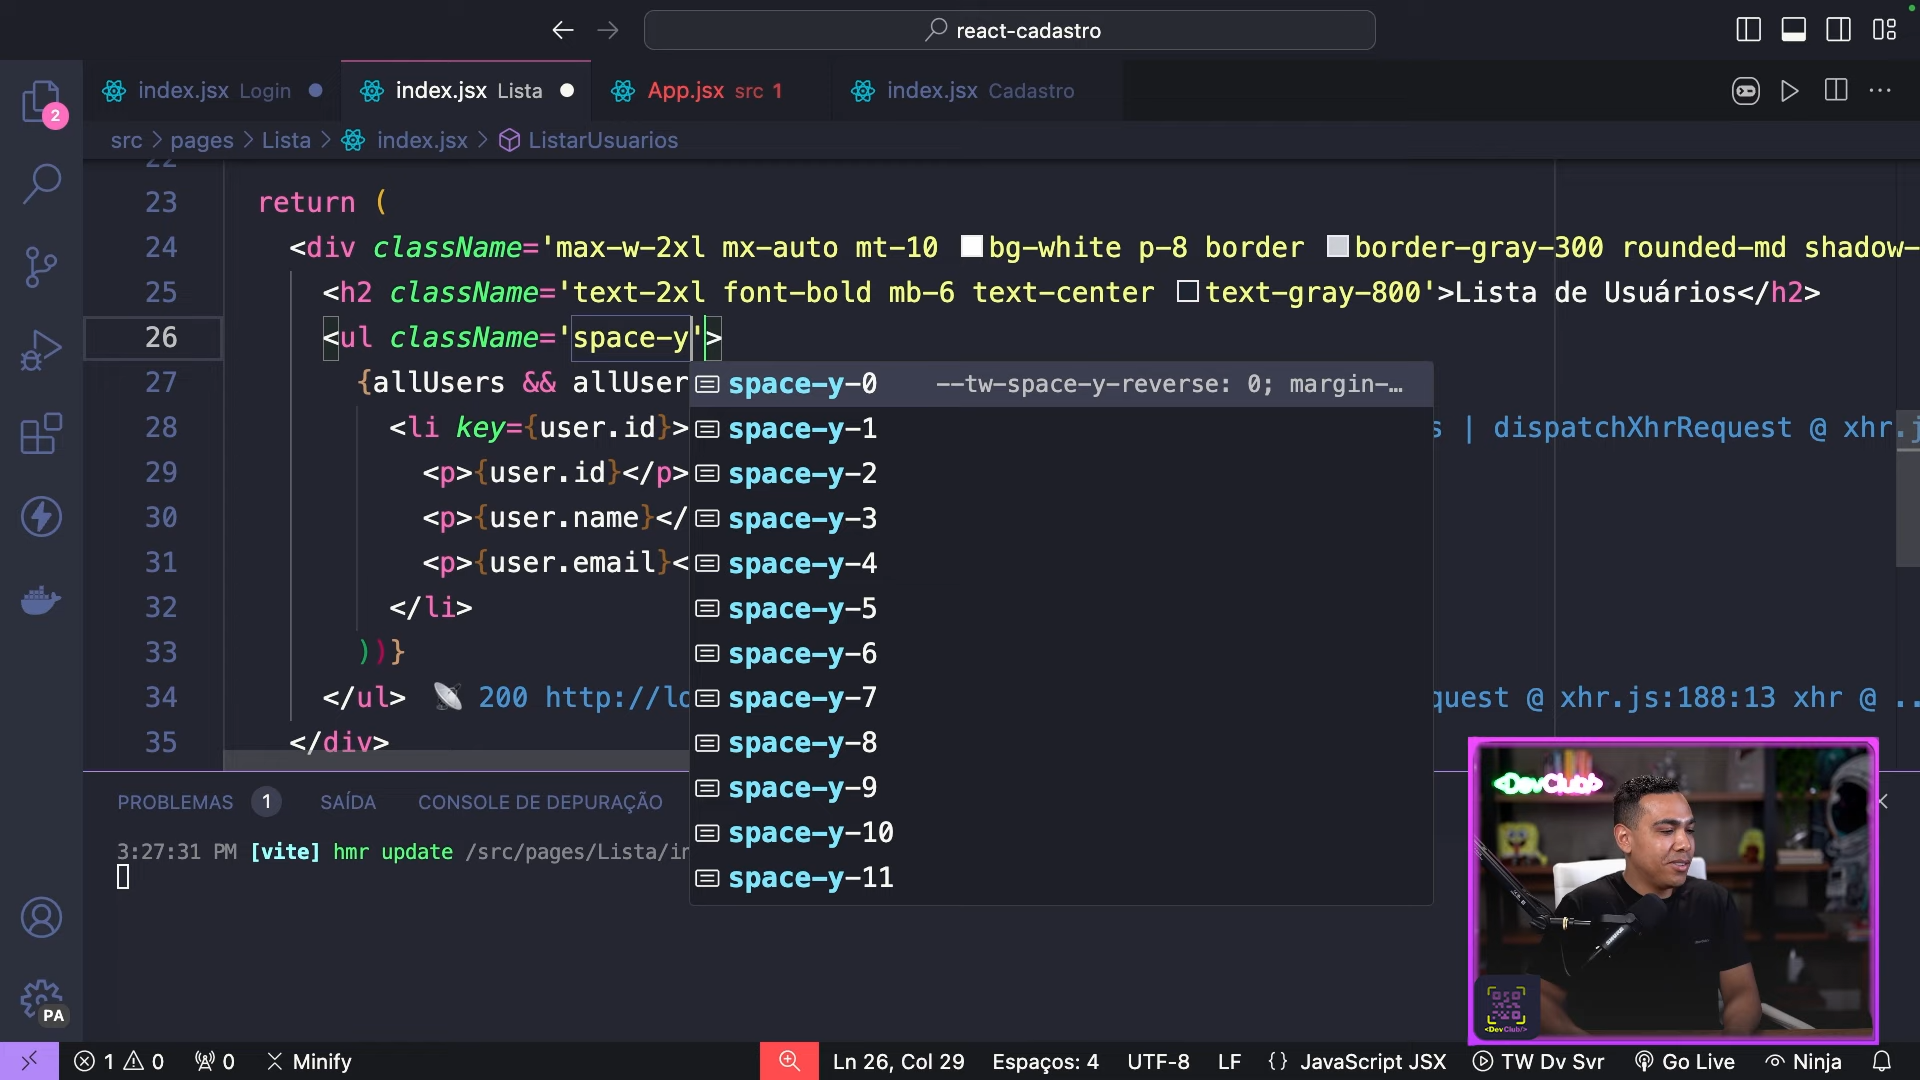 react-cadastro
index.jsx Login
index.jsx Lista
App.jsx src 1
index.jsx Cadastro
2
src > pages > Lista > index.jsx > ListarUsuarios
22
23 return (
24 <div className='max-w-2xl mx-auto mt-10 bg-white p-8 border border-gray-300 rounded-md shadow-
25 <h2 className='text-2xl font-bold mb-6 text-center text-gray-800'>Lista de Usuários</h2>
26 <ul className='space-y'>
27 {allUsers && allUser
28 <li key={user.id}> s | dispatchXhrRequest @ xhr.j
29 <p>{user.id}</p>
30 <p>{user.name}</
31 <p>{user.email}<
32 </li>
33 ))}
34 </ul> 200 http://lo quest @ xhr.js:188:13 xhr @ ..
35 </div>
space-y-0 --tw-space-y-reverse: 0; margin-…
space-y-1
space-y-2
space-y-3
space-y-4
space-y-5
space-y-6
space-y-7
space-y-8
space-y-9
space-y-10
space-y-11
PROBLEMAS 1 SAÍDA CONSOLE DE DEPURAÇÃO
3:27:31 PM [vite] hmr update /src/pages/Lista/in
<DevClub>
<DevClub/>
PA
1 0 0 Minify Ln 26, Col 29 Espaços: 4 UTF-8 LF {} JavaScript JSX TW Dv Svr Go Live Ninja